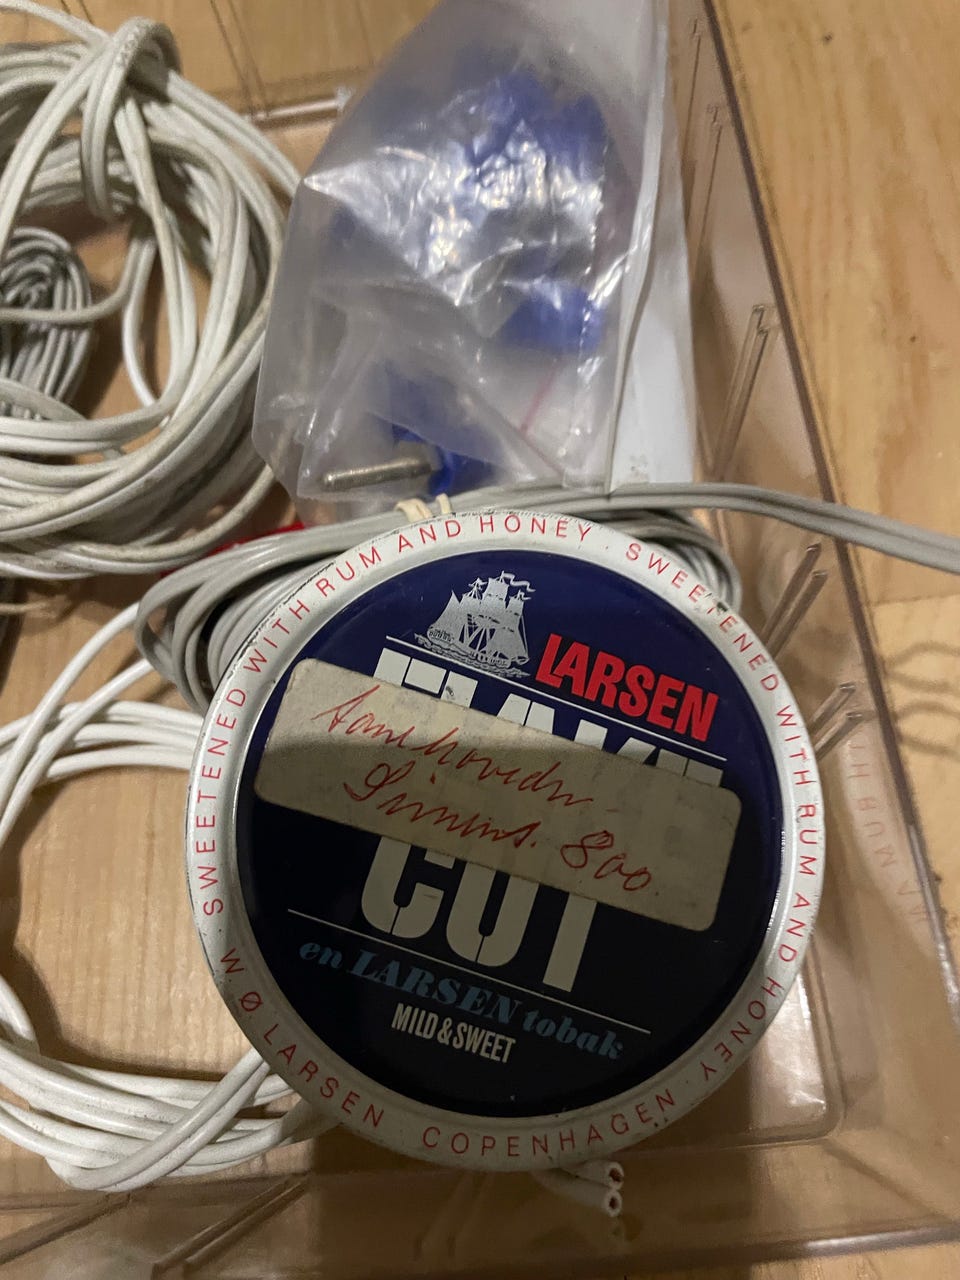 SWEETENED WITH RUM AND HONEY · SWEETENED WITH RUM AND HONEY ·
LARSEN
CUT
800
en LARSEN tobak
MILD & SWEET
W Ø LARSEN COPENHAGEN